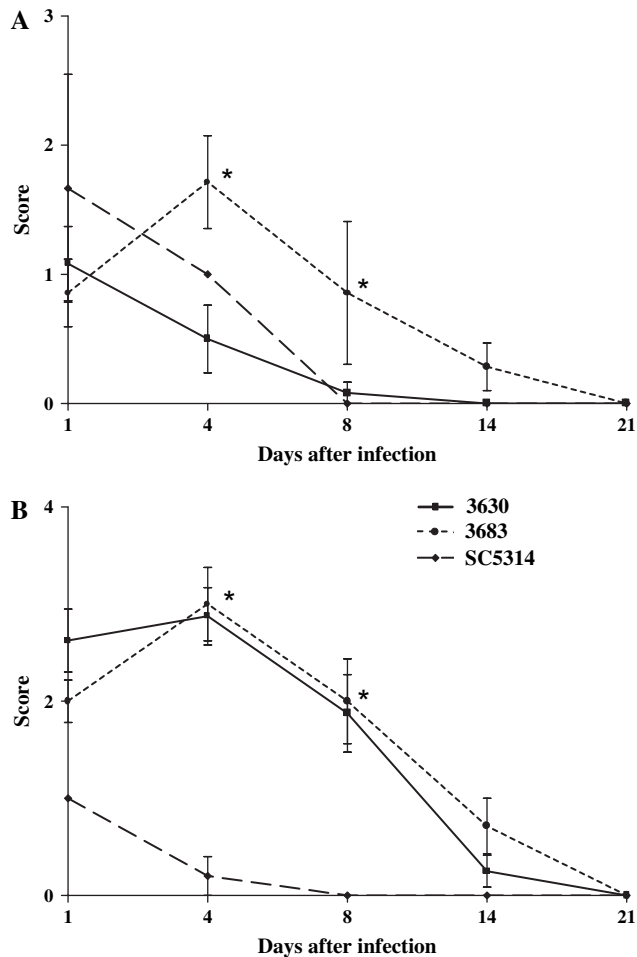 A
3
2
1
0
Score
*
*
1 4 8 14 21
Days after infection
B
4
2
0
Score
3630
3683
SC5314
*
*
1 4 8 14 21
Days after infection